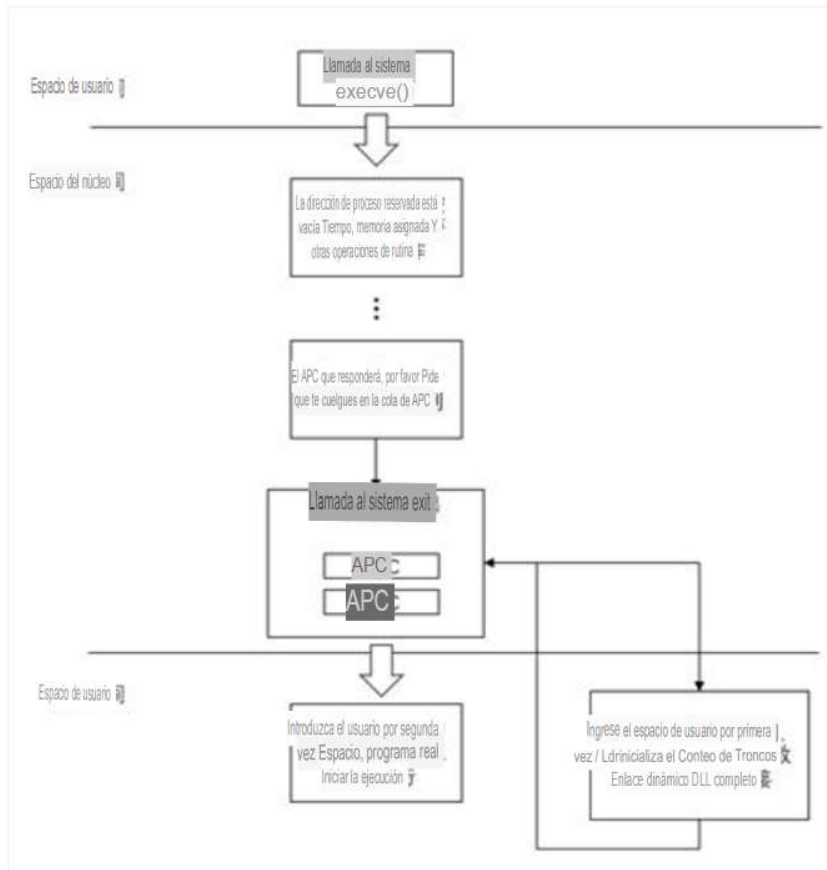 Llamada al sistema
Espacio de usuario
execve()
Espacio del núcleo
La dirección de proceso reservada está
vacía Tiempo, memoria asignada Y
otras operaciones de rutina
El APC que responderá, por favor Pide
que te cuelgues en la cola de APC
Llamada al sistema exit
APC
APC
Espacio de usuario
Introduzca el usuario por segunda
vez Espacio, programa real
Iniciar la ejecución
Ingrese el espacio de usuario por primera
vez / Ldrinicializa el Conteo de Troncos
Enlace dinámico DLL completo